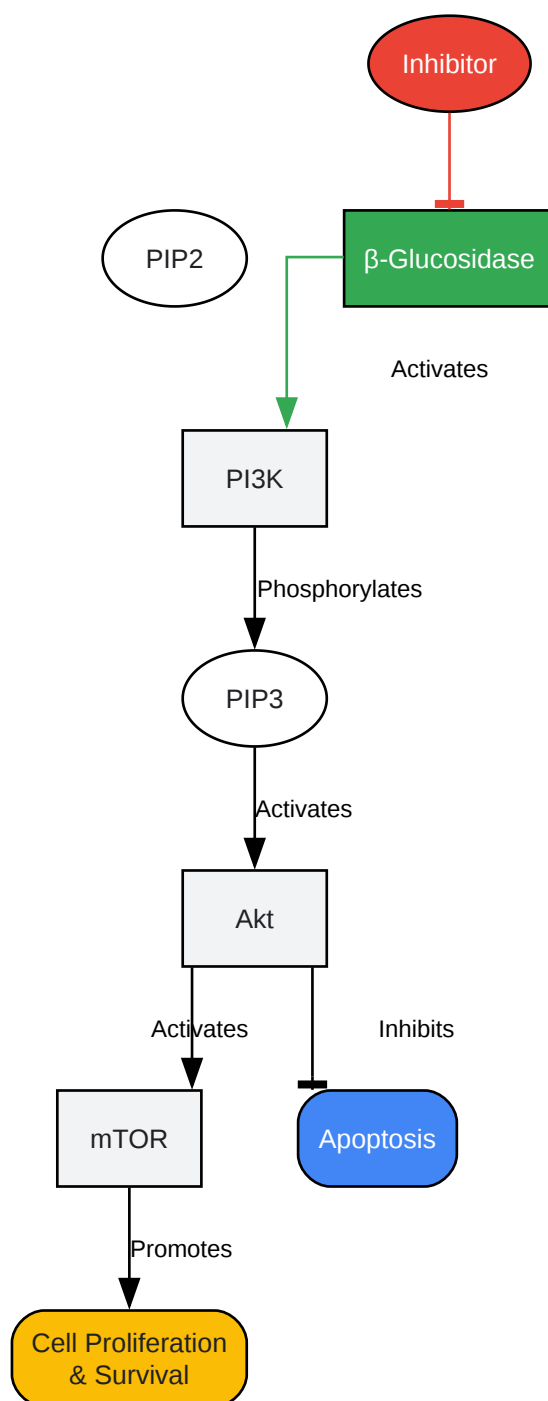 Inhibitor
PIP2
β-Glucosidase
Activates
PI3K
Phosphorylates
PIP3
Activates
Akt
Activates
Inhibits
mTOR
Apoptosis
Promotes
Cell Proliferation
& Survival